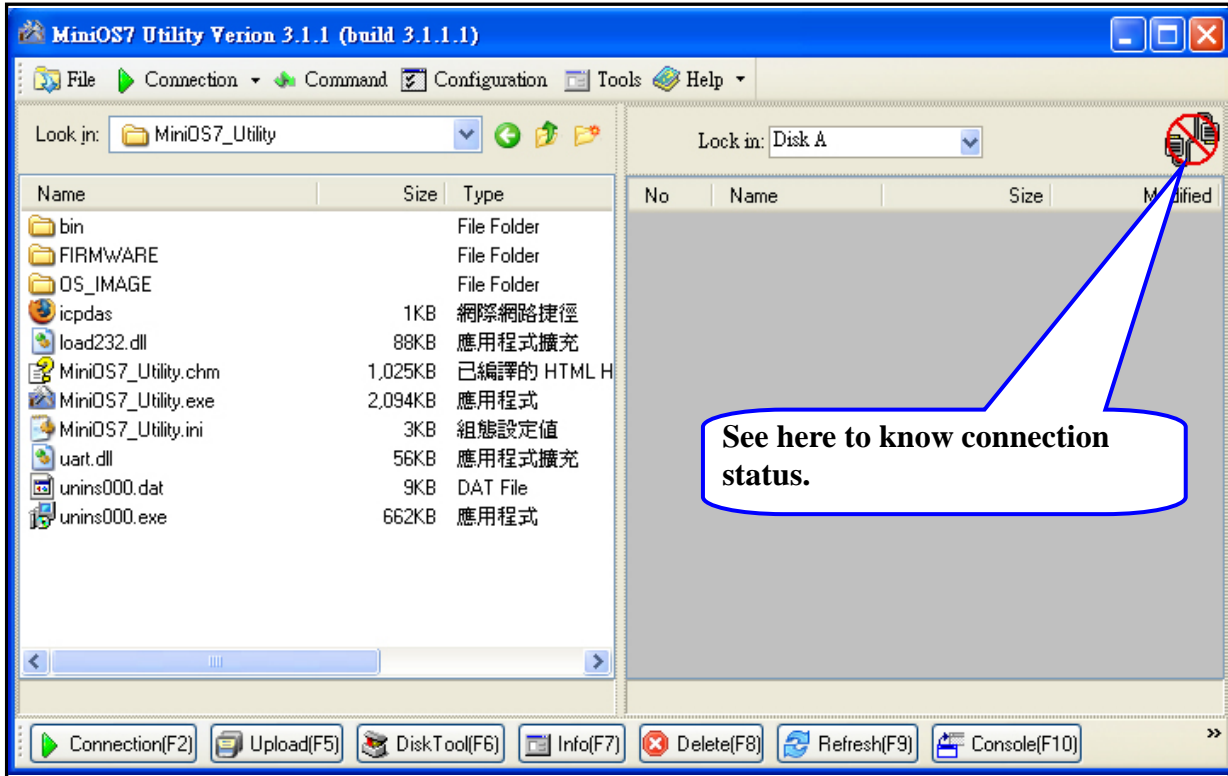 MiniOS7 Utility Verion 3.1.1 (build 3.1.1.1)
File Connection Command Configuration Tools Help
Look in: MiniOS7_Utility
Lock in: Disk A
Name Size Type
No Name Size Modified
bin File Folder
FIRMWARE File Folder
OS_IMAGE File Folder
icpdas 1KB 網際網路捷徑
load232.dll 88KB 應用程式擴充
MiniOS7_Utility.chm 1,025KB 已編譯的 HTML H
MiniOS7_Utility.exe 2,094KB 應用程式
MiniOS7_Utility.ini 3KB 組態設定值
uart.dll 56KB 應用程式擴充
unins000.dat 9KB DAT File
unins000.exe 662KB 應用程式
See here to know connection
status.
Connection(F2) Upload(F5) DiskTool(F6) Info(F7) Delete(F8) Refresh(F9) Console(F10) »